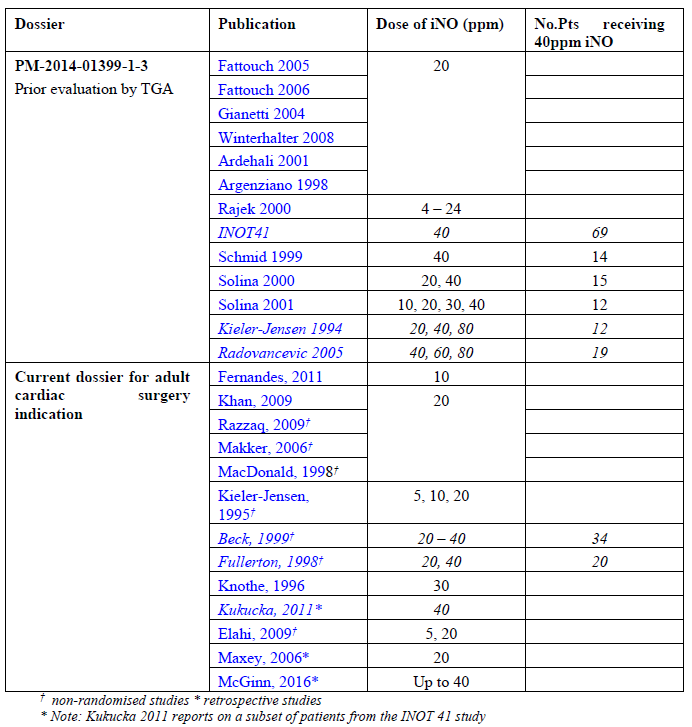 Dossier Publication Dose of iNO (ppm) No.Pts receiving
40ppm iNO
PM-2014-01399-1-3 Fattouch 2005 20
Prior evaluation by TGA Fattouch 2006
Gianetti 2004
Winterhalter 2008
Ardehali 2001
Argenziano 1998
Rajek 2000 4 – 24
INOT41 40 69
Schmid 1999 40 14
Solina 2000 20, 40 15
Solina 2001 10, 20, 30, 40 12
Kieler-Jensen 1994 20, 40, 80 12
Radovancevic 2005 40, 60, 80 19
Current dossier for adult Fernandes, 2011 10
cardiac surgery Khan, 2009 20
indication Razzaq, 2009†
Makker, 2006†
MacDonald, 1998†
Kieler-Jensen, 5, 10, 20
1995†
Beck, 1999† 20 – 40 34
Fullerton, 1998† 20, 40 20
Knothe, 1996 30
Kukucka, 2011* 40
Elahi, 2009† 5, 20
Maxey, 2006* 20
McGinn, 2016* Up to 40
† non-randomised studies * retrospective studies
* Note: Kukucka 2011 reports on a subset of patients from the INOT 41 study